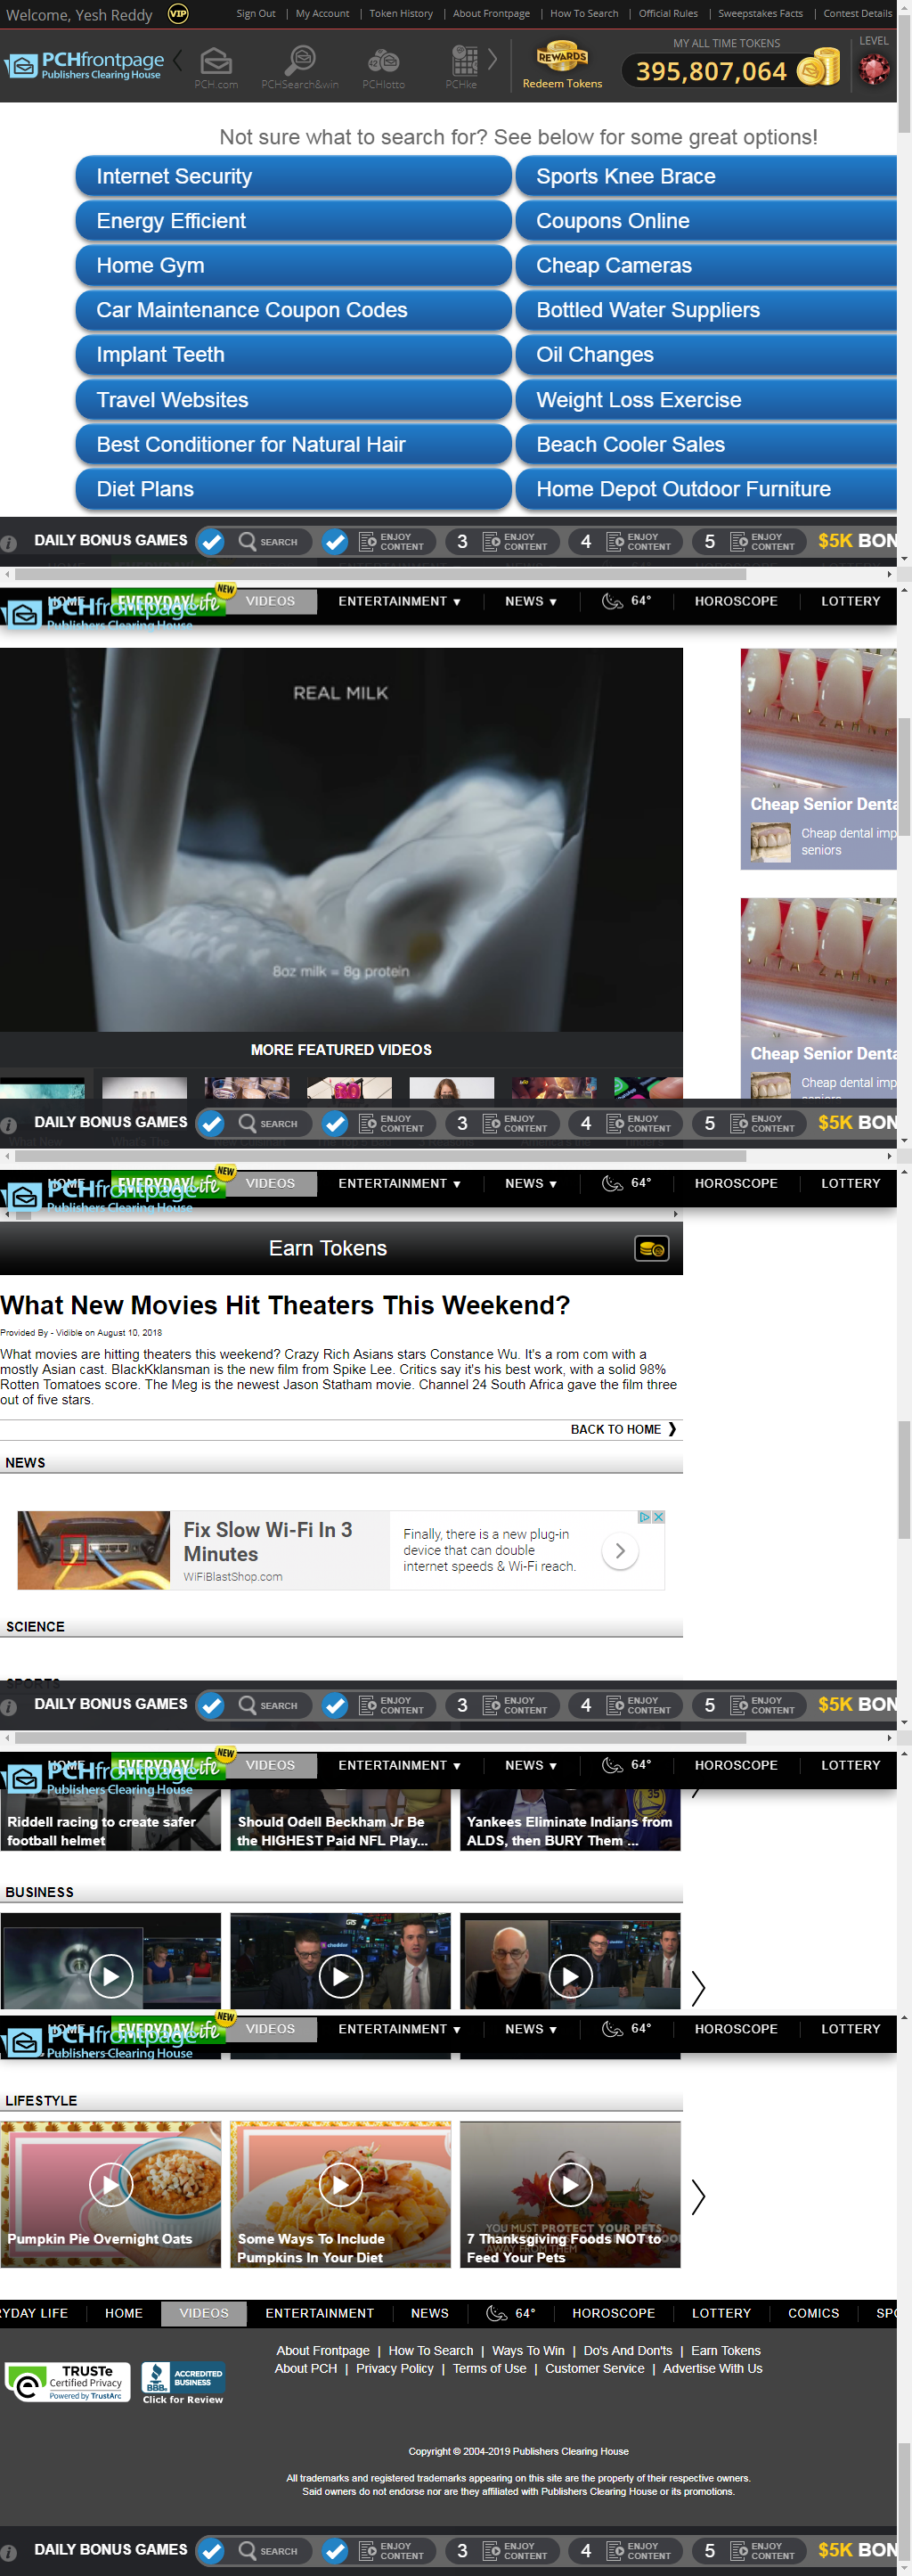 Welcome, Yesh Reddy VIP Sign Out | My Account | Token History | About Frontpage | How To Search | Official Rules | Sweepstakes Facts | Contest Details
PCHfrontpage
Publishers Clearing House
PCH.com PCHSearch&win PCHlotto PCHke
REWARDS
Redeem Tokens
MY ALL TIME TOKENS
395,807,064
LEVEL
Not sure what to search for? See below for some great options!
Internet Security Sports Knee Brace
Energy Efficient Coupons Online
Home Gym Cheap Cameras
Car Maintenance Coupon Codes Bottled Water Suppliers
Implant Teeth Oil Changes
Travel Websites Weight Loss Exercise
Best Conditioner for Natural Hair Beach Cooler Sales
Diet Plans Home Depot Outdoor Furniture
DAILY BONUS GAMES SEARCH ENJOY CONTENT 3 ENJOY CONTENT 4 ENJOY CONTENT 5 ENJOY CONTENT $5K BON
HOME EVERYDAY Life NEW VIDEOS ENTERTAINMENT ▼ NEWS ▼ 64° HOROSCOPE LOTTERY
PCHfrontpage
Publishers Clearing House
REAL MILK
8oz milk = 8g protein
Cheap Senior Denta
Cheap dental imp
seniors
Cheap Senior Denta
Cheap dental imp
MORE FEATURED VIDEOS
DAILY BONUS GAMES SEARCH ENJOY CONTENT 3 ENJOY CONTENT 4 ENJOY CONTENT 5 ENJOY CONTENT $5K BON
HOME EVERYDAY Life NEW VIDEOS ENTERTAINMENT ▼ NEWS ▼ 64° HOROSCOPE LOTTERY
PCHfrontpage
Publishers Clearing House
Earn Tokens
What New Movies Hit Theaters This Weekend?
Provided By - Vidible on August 10, 2018
What movies are hitting theaters this weekend? Crazy Rich Asians stars Constance Wu. It's a rom com with a
mostly Asian cast. BlackKklansman is the new film from Spike Lee. Critics say it's his best work, with a solid 98%
Rotten Tomatoes score. The Meg is the newest Jason Statham movie. Channel 24 South Africa gave the film three
out of five stars.
BACK TO HOME ❯
NEWS
Fix Slow Wi-Fi In 3
Minutes
WiFiBlastShop.com
Finally, there is a new plug-in
device that can double
internet speeds & Wi-Fi reach.
SCIENCE
SPORTS
DAILY BONUS GAMES SEARCH ENJOY CONTENT 3 ENJOY CONTENT 4 ENJOY CONTENT 5 ENJOY CONTENT $5K BON
HOME EVERYDAY Life NEW VIDEOS ENTERTAINMENT ▼ NEWS ▼ 64° HOROSCOPE LOTTERY
PCHfrontpage
Publishers Clearing House
Riddell racing to create safer
football helmet
Should Odell Beckham Jr Be
the HIGHEST Paid NFL Play...
Yankees Eliminate Indians from
ALDS, then BURY Them ...
BUSINESS
HOME EVERYDAY Life NEW VIDEOS ENTERTAINMENT ▼ NEWS ▼ 64° HOROSCOPE LOTTERY
PCHfrontpage
Publishers Clearing House
LIFESTYLE
Pumpkin Pie Overnight Oats
Some Ways To Include
Pumpkins In Your Diet
YOU MUST PROTECT YOUR PETS
AWAY FROM THEM
7 Thanksgiving Foods NOT to
Feed Your Pets
RYDAY LIFE HOME VIDEOS ENTERTAINMENT NEWS 64° HOROSCOPE LOTTERY COMICS SPO
About Frontpage | How To Search | Ways To Win | Do's And Don'ts | Earn Tokens
About PCH | Privacy Policy | Terms of Use | Customer Service | Advertise With Us
TRUSTe
Certified Privacy
Powered by TrustArc
BBB. ACCREDITED
BUSINESS
Click for Review
Copyright © 2004-2019 Publishers Clearing House
All trademarks and registered trademarks appearing on this site are the property of their respective owners.
Said owners do not endorse nor are they affiliated with Publishers Clearing House or its promotions.
DAILY BONUS GAMES SEARCH ENJOY CONTENT 3 ENJOY CONTENT 4 ENJOY CONTENT 5 ENJOY CONTENT $5K BON